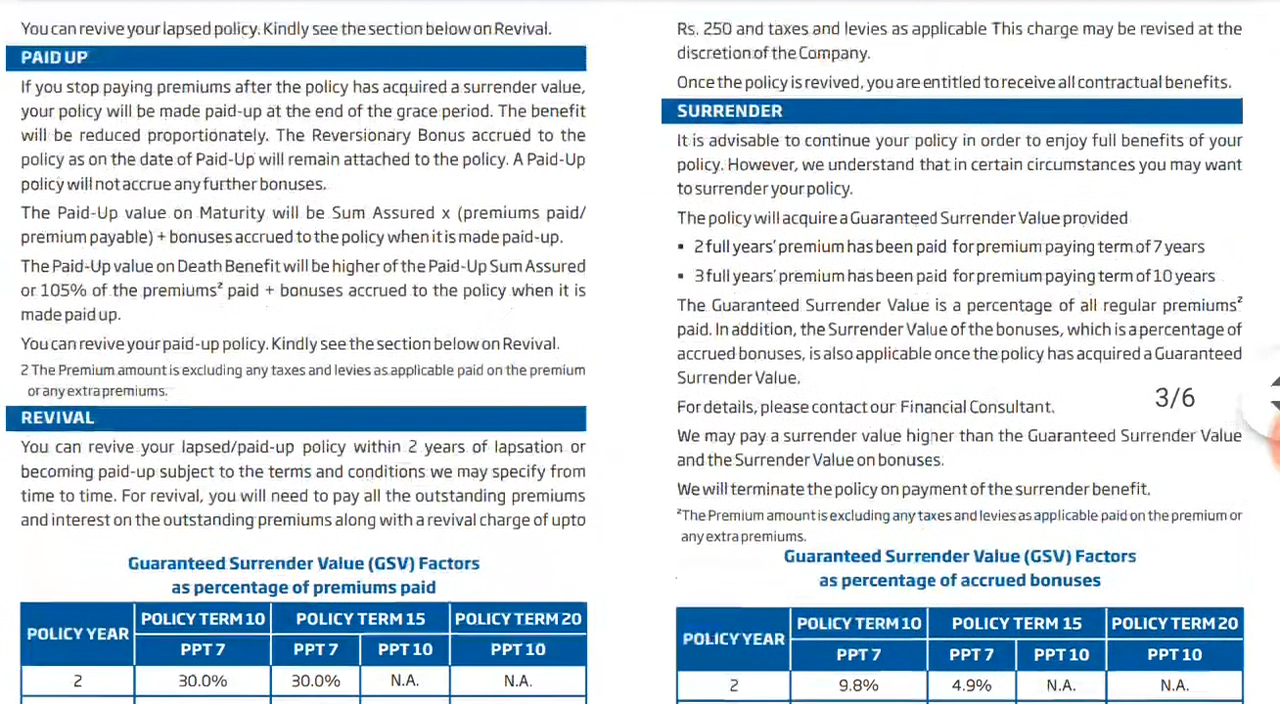 You can revive your lapsed policy. Kindly see the section below on Revival.
PAID UP
If you stop paying premiums after the policy has acquired a surrender value,
your policy will be made paid-up at the end of the grace period. The benefit
will be reduced proportionately. The Reversionary Bonus accrued to the
policy as on the date of Paid-Up will remain attached to the policy. A Paid-Up
policy will not accrue any further bonuses.
The Paid-Up value on Maturity will be Sum Assured x (premiums paid/
premium payable) + bonuses accrued to the policy when it is made paid-up.
The Paid-Up value on Death Benefit will be higher of the Paid-Up Sum Assured
or 105% of the premiums² paid + bonuses accrued to the policy when it is
made paid up.
You can revive your paid-up policy. Kindly see the section below on Revival.
2 The Premium amount is excluding any taxes and levies as applicable paid on the premium
or any extra premiums.
REVIVAL
You can revive your lapsed/paid-up policy within 2 years of lapsation or
becoming paid-up subject to the terms and conditions we may specify from
time to time. For revival, you will need to pay all the outstanding premiums
and interest on the outstanding premiums along with a revival charge of upto
Guaranteed Surrender Value (GSV) Factors
as percentage of premiums paid
POLICY YEAR POLICY TERM 10 POLICY TERM 15 POLICY TERM 20
PPT 7 PPT 7 PPT 10 PPT 10
2 30.0% 30.0% N.A. N.A.
Rs. 250 and taxes and levies as applicable This charge may be revised at the
discretion of the Company.
Once the policy is revived, you are entitled to receive all contractual benefits.
SURRENDER
It is advisable to continue your policy in order to enjoy full benefits of your
policy. However, we understand that in certain circumstances you may want
to surrender your policy.
The policy will acquire a Guaranteed Surrender Value provided
▪ 2 full years' premium has been paid for premium paying term of 7 years
▪ 3 full years' premium has been paid for premium paying term of 10 years
The Guaranteed Surrender Value is a percentage of all regular premiums²
paid. In addition, the Surrender Value of the bonuses, which is a percentage of
accrued bonuses, is also applicable once the policy has acquired a Guaranteed
Surrender Value.
For details, please contact our Financial Consultant.
3/6
We may pay a surrender value higher than the Guaranteed Surrender Value
and the Surrender Value on bonuses.
We will terminate the policy on payment of the surrender benefit.
²The Premium amount is excluding any taxes and levies as applicable paid on the premium or
any extra premiums.
Guaranteed Surrender Value (GSV) Factors
as percentage of accrued bonuses
POLICY YEAR POLICY TERM 10 POLICY TERM 15 POLICY TERM 20
PPT 7 PPT 7 PPT 10 PPT 10
2 9.8% 4.9% N.A. N.A.